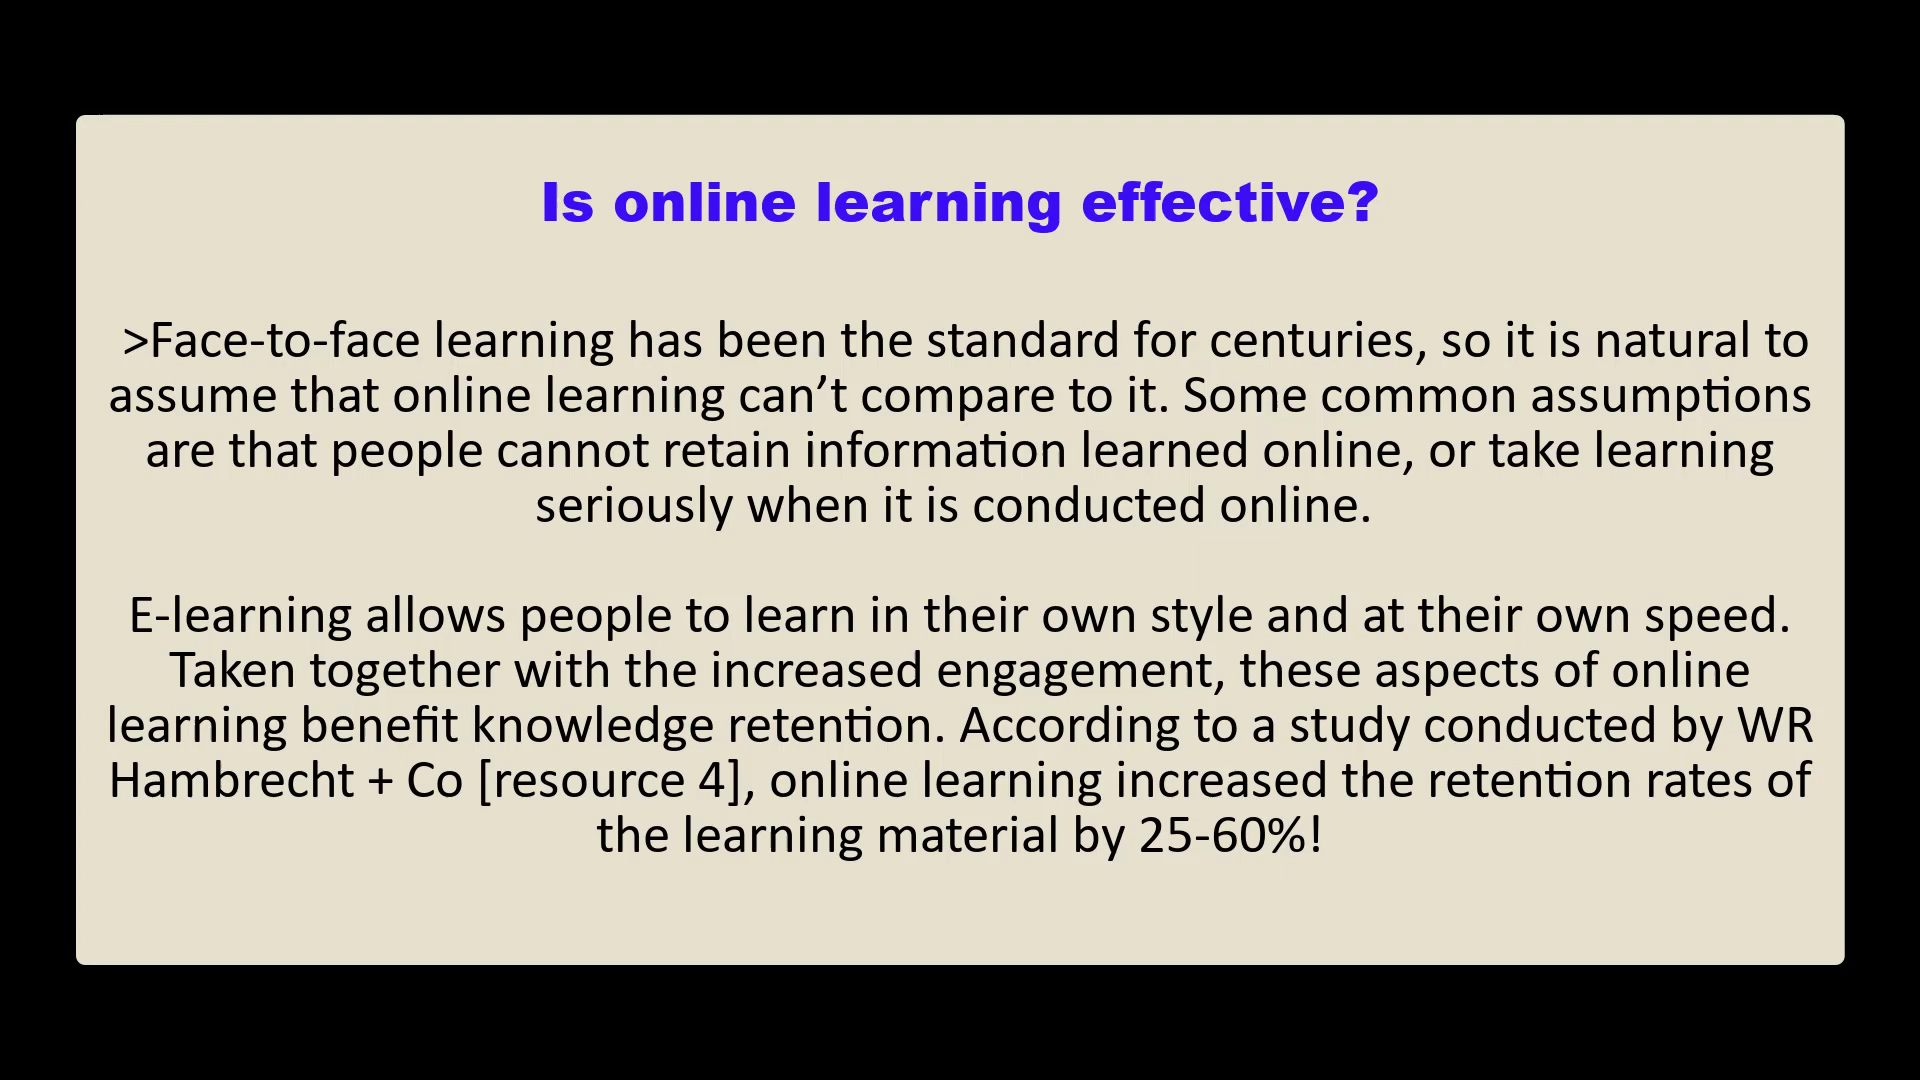 Is online learning effective?
>Face-to-face learning has been the standard for centuries, so it is natural to
assume that online learning can’t compare to it. Some common assumptions
are that people cannot retain information learned online, or take learning
seriously when it is conducted online.
E-learning allows people to learn in their own style and at their own speed.
Taken together with the increased engagement, these aspects of online
learning benefit knowledge retention. According to a study conducted by WR
Hambrecht + Co [resource 4], online learning increased the retention rates of
the learning material by 25-60%!